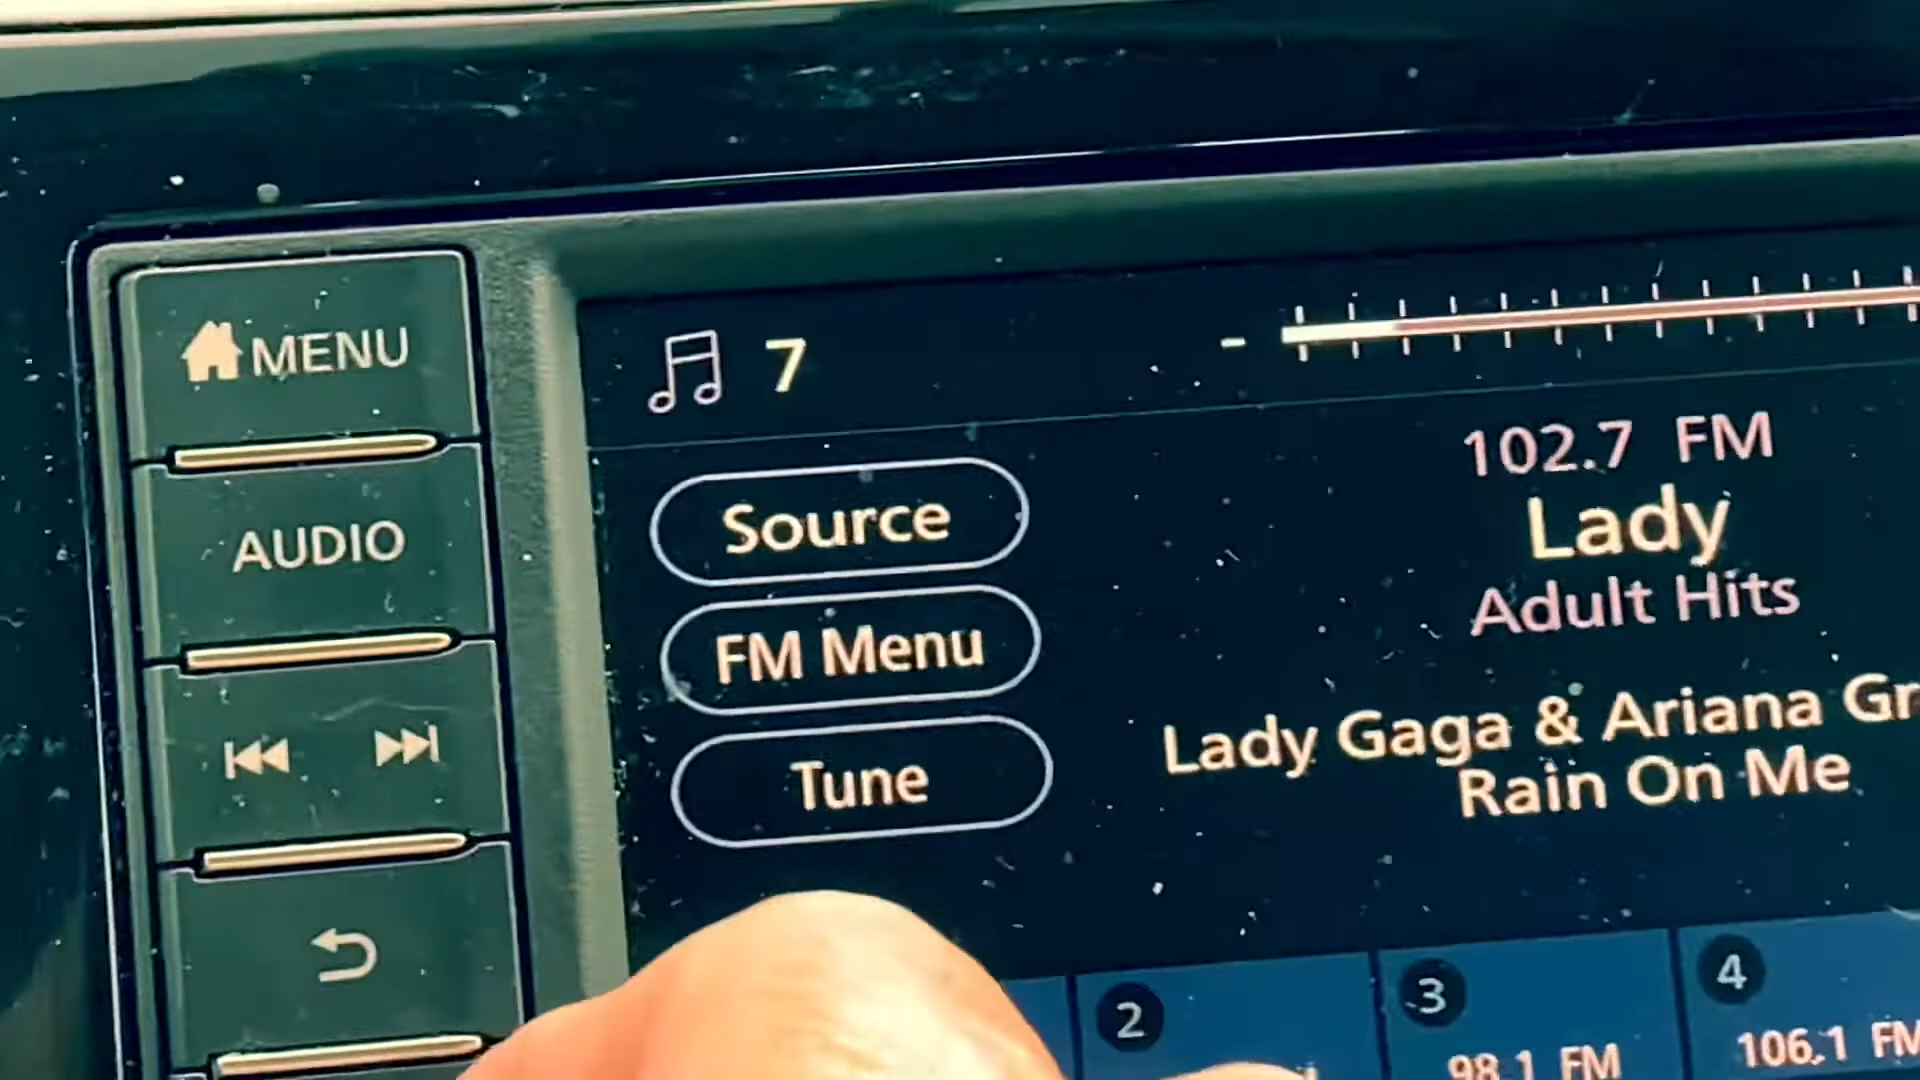 MENU
AUDIO
7
-
Source
FM Menu
Tune
102.7 FM
Lady
Adult Hits
Lady Gaga & Ariana Gr
Rain On Me
2
3
98.1 FM
4
106.1 FM